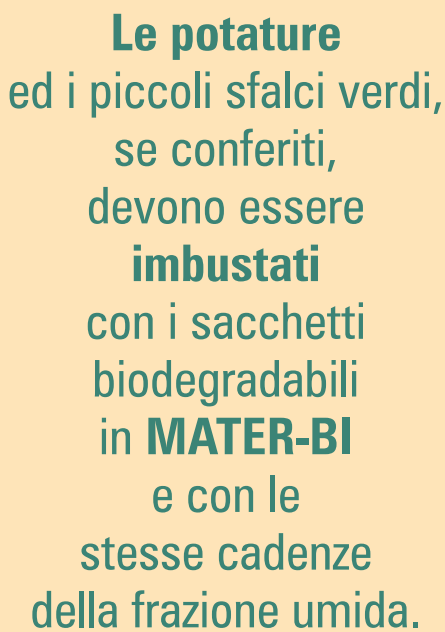 Le potature
ed i piccoli sfalci verdi,
se conferiti,
devono essere
imbustati
con i sacchetti
biodegradabili
in MATER-BI
e con le
stesse cadenze
della frazione umida.